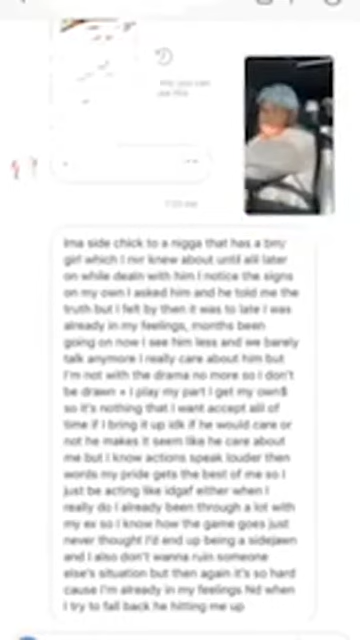 Ima side chick to a nigga that has a bmy
girl which I nvr knew about until alll later
on while dealn with him I notice the signs
on my own I asked him and he told me the
truth but I felt by then it was to late I was
already in my feelings, months been
going on now I see him less and we barely
talk anymore I really care about him but
I'm not with the drama no more so I don't
be drawn + I play my part I get my own$
so it's nothing that I want accept alll of
time if I bring it up idk if he would care or
not he makes it seem like he care about
me but I know actions speak louder then
words my pride gets the best of me so I
just be acting like idgaf either when I
really do I already been through a lot with
my ex so I know how the game goes just
never thought I'd end up being a sidejawn
and I also don't wanna ruin someone
else's situation but then again it's so hard
cause I'm already in my feelings Nd when
I try to fall back he hitting me up